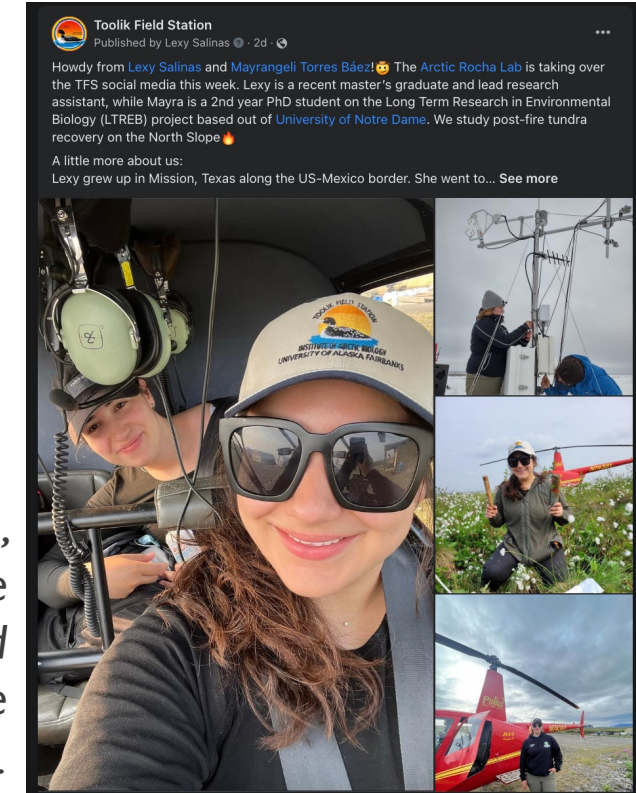 Toolik Field Station
Published by Lexy Salinas · 2d ·
Howdy from Lexy Salinas and Mayrangeli Torres Báez!🤠 The Arctic Rocha Lab is taking over
the TFS social media this week. Lexy is a recent master's graduate and lead research
assistant, while Mayra is a 2nd year PhD student on the Long Term Research in Environmental
Biology (LTREB) project based out of University of Notre Dame. We study post-fire tundra
recovery on the North Slope🔥
A little more about us:
Lexy grew up in Mission, Texas along the US-Mexico border. She went to... See more
TOOLIK FIELD STATION
INSTITUTE OF ARCTIC BIOLOGY
UNIVERSITY OF ALASKA FAIRBANKS
,
e
d
e
.